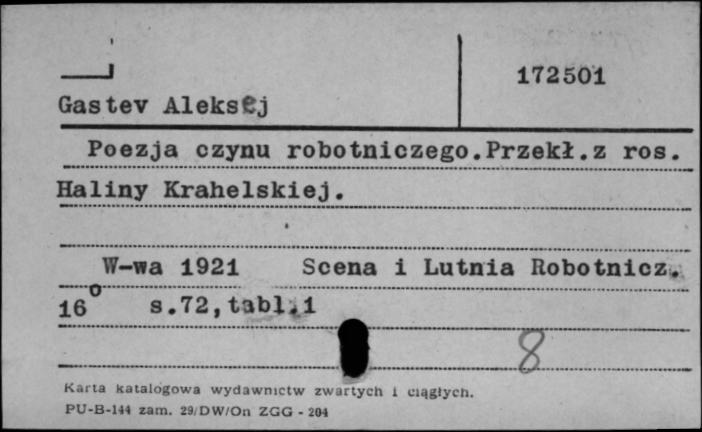 172501
Gastev Aleksej
Poezja czynu robotniczego.Przekł.z ros.
Haliny Krahelskiej.
W-wa 1921 Scena i Lutnia Robotnicz.
16° s.72,tabl.1
8
Karta katalogowa wydawnictw zwartych i ciągłych.
PU-B-144 zam. 29/DW/On ZGG - 204